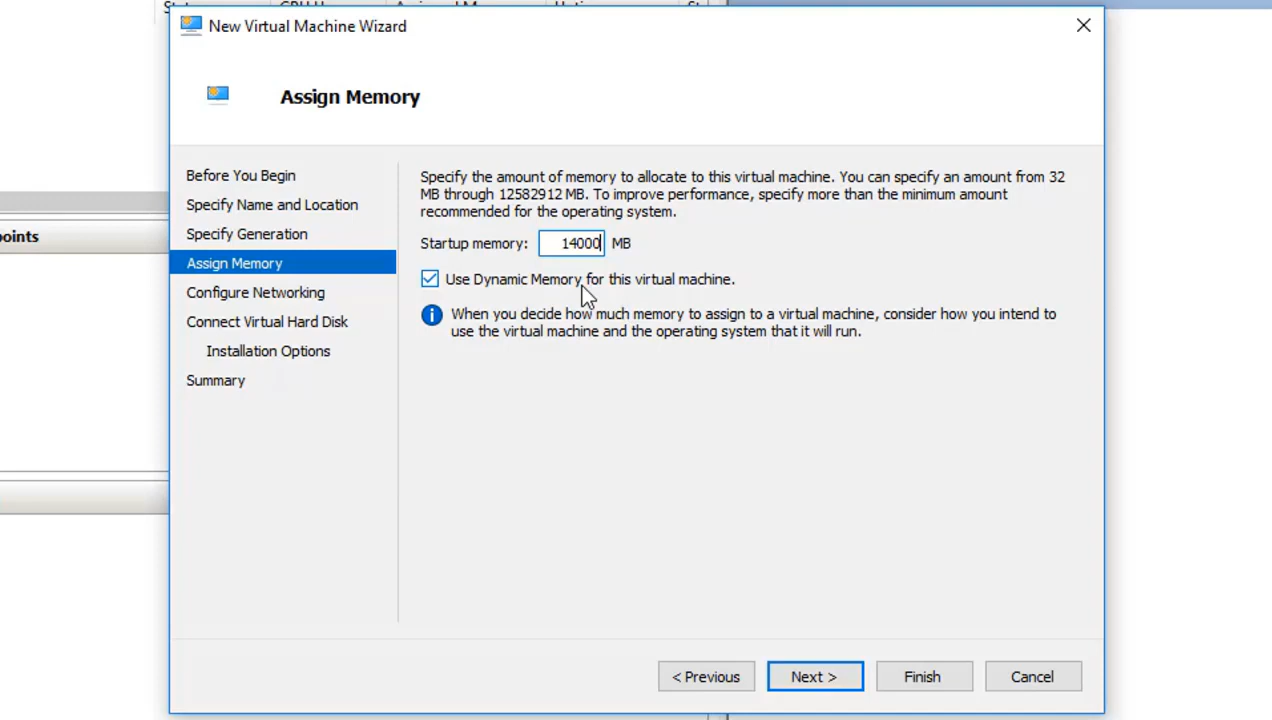 New Virtual Machine Wizard
Assign Memory
Before You Begin
Specify Name and Location
Specify Generation
Assign Memory
Configure Networking
Connect Virtual Hard Disk
Installation Options
Summary
Specify the amount of memory to allocate to this virtual machine. You can specify an amount from 32
MB through 12582912 MB. To improve performance, specify more than the minimum amount
recommended for the operating system.
Startup memory: 14000 MB
Use Dynamic Memory for this virtual machine.
When you decide how much memory to assign to a virtual machine, consider how you intend to
use the virtual machine and the operating system that it will run.
< Previous
Next >
Finish
Cancel
oints